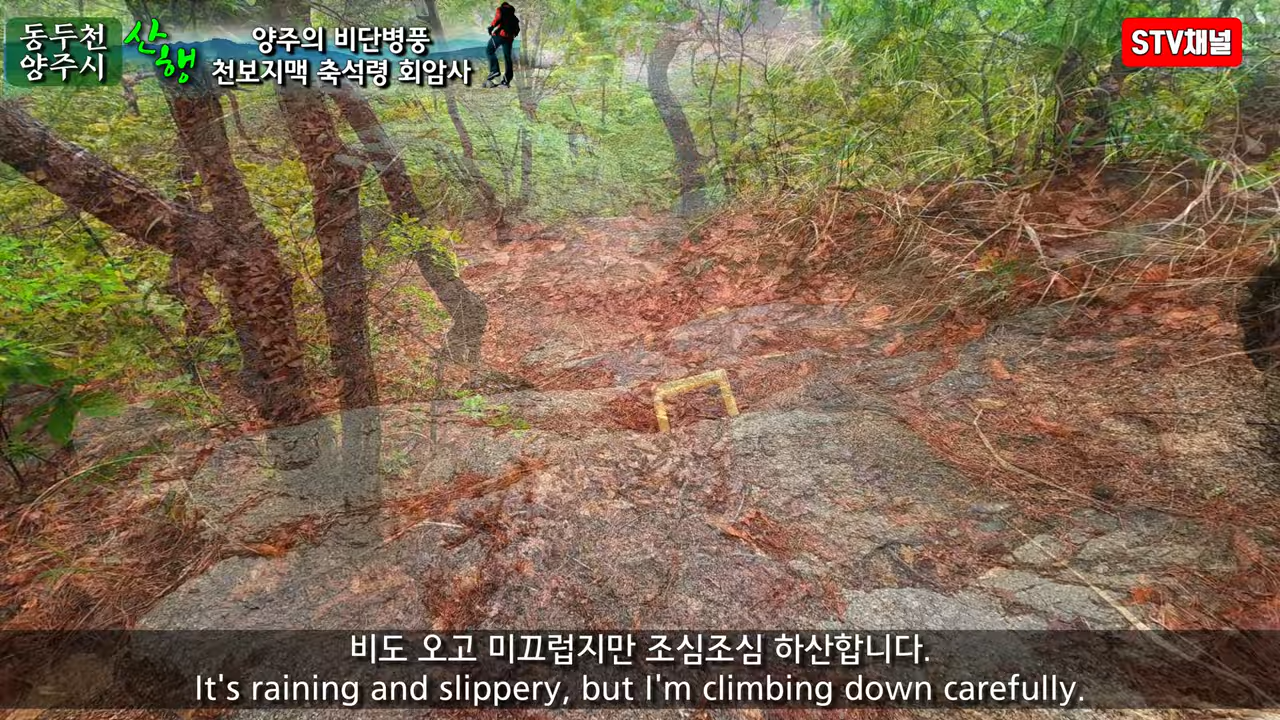 동두천
양주시
산행
양주의 비단병풍
천보지맥 축석령 회암사
STV채널
비도 오고 미끄럽지만 조심조심 하산합니다.
It's raining and slippery, but I'm climbing down carefully.